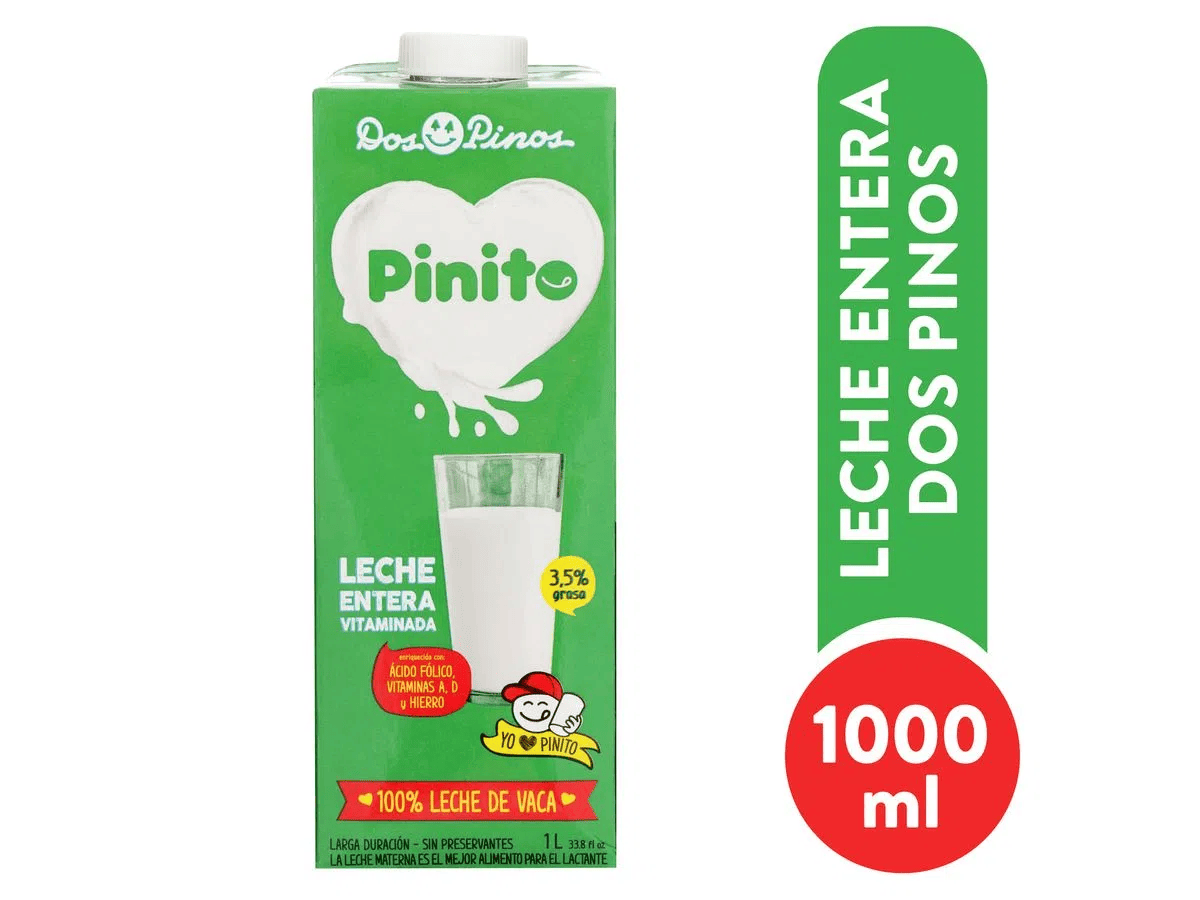 Dos Pinos
Pinito
LECHE
ENTERA
VITAMINADA
3,5%
grasa
enriquecida con:
ÁCIDO FÓLICO,
VITAMINAS A, D
y HIERRO
YO PINITO
100% LECHE DE VACA
LARGA DURACIÓN - SIN PRESERVANTES 1 L 33.8 fl oz
LA LECHE MATERNA ES EL MEJOR ALIMENTO PARA EL LACTANTE
LECHE ENTERA
DOS PINOS
1000
ml